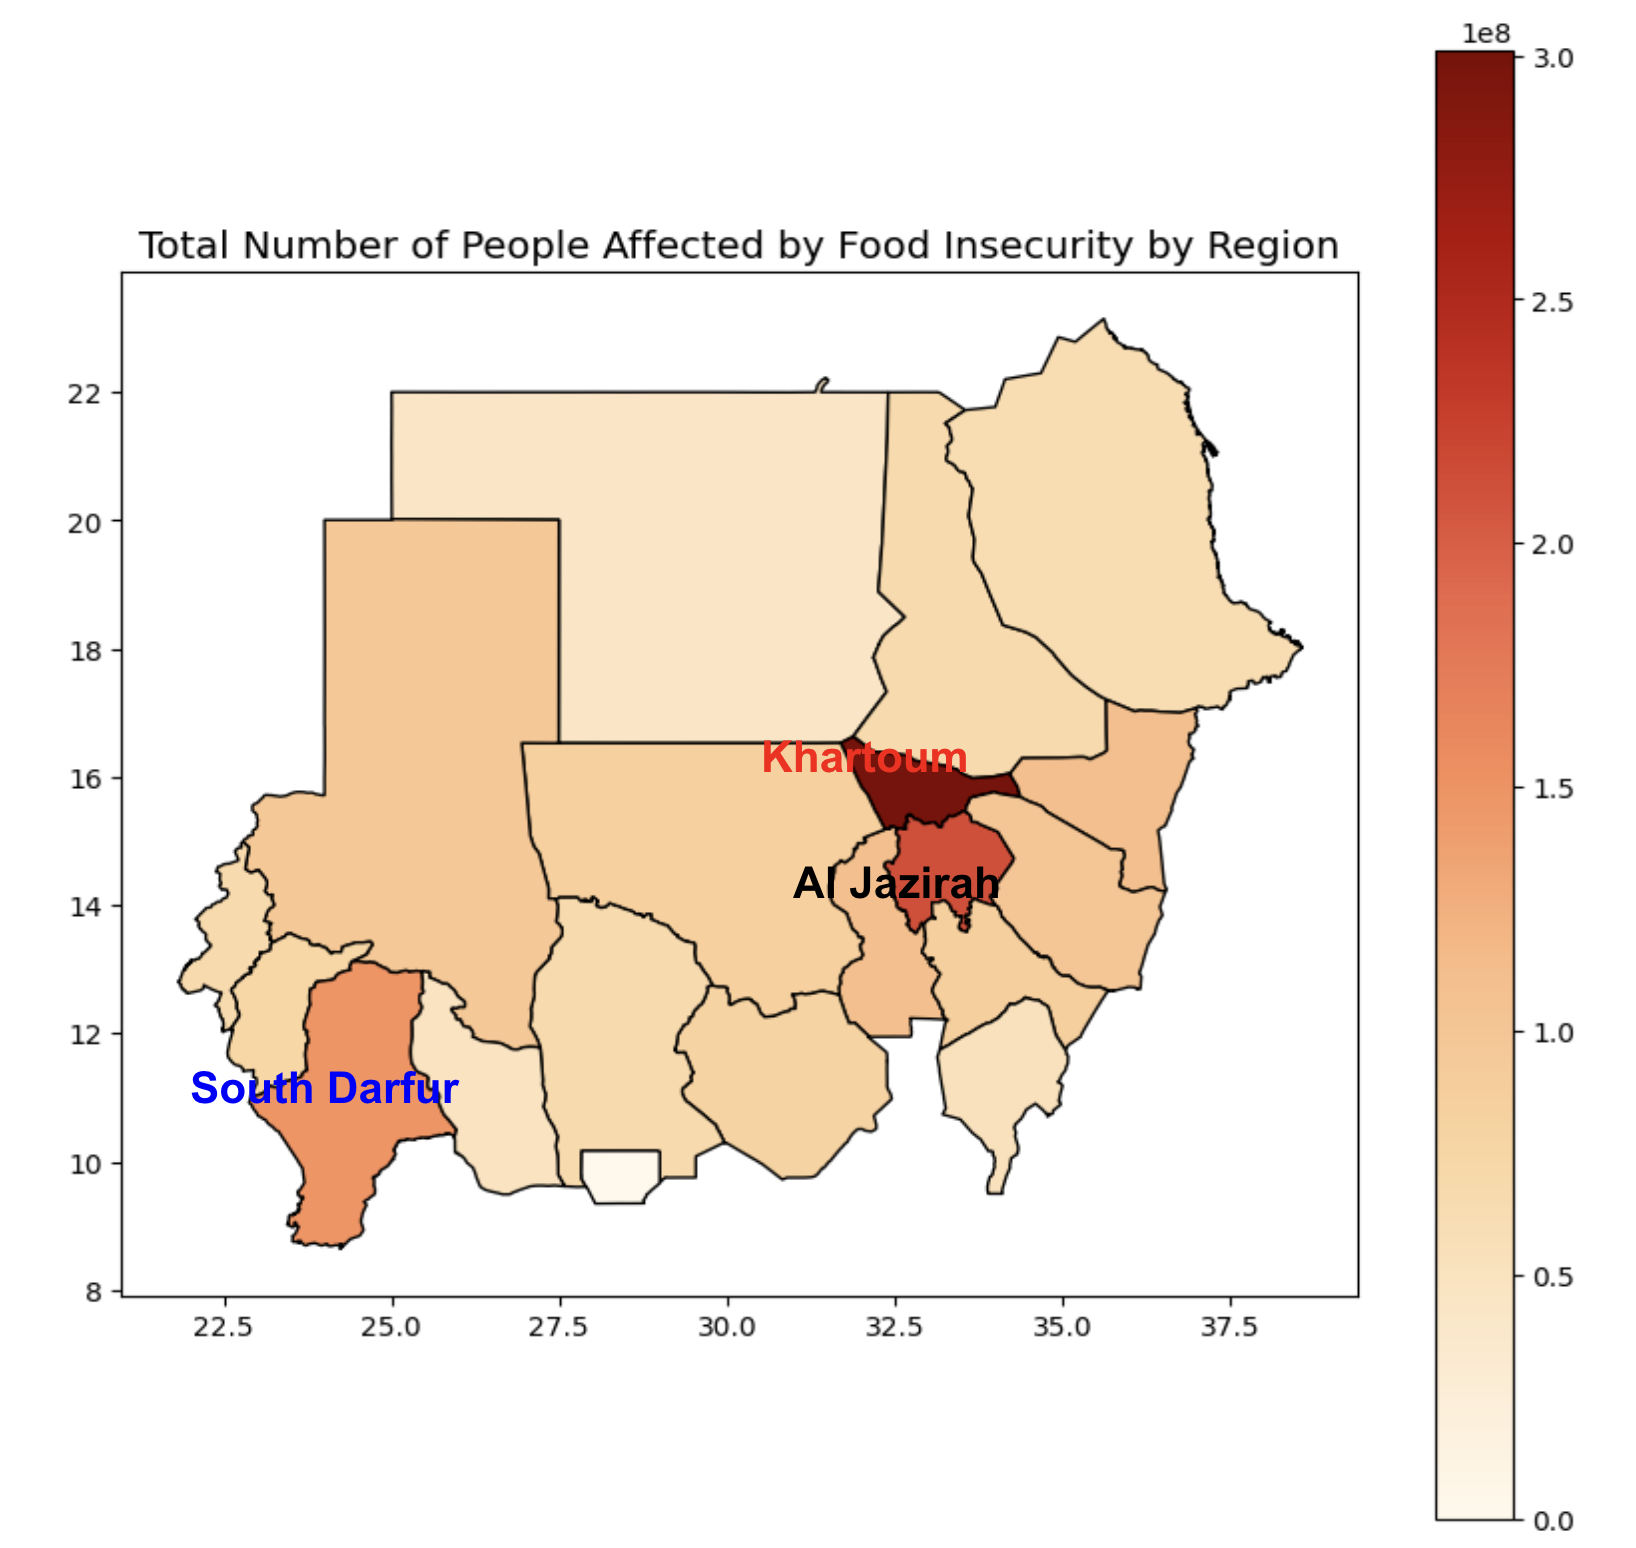 1e8
3.0
Total Number of People Affected by Food Insecurity by Region
2.5
22
20
2.0
18
Khartoum
16
1.5
Al Jazirah
14
12
1.0
South Darfur
10
8
0.5
22.5 25.0 27.5 30.0 32.5 35.0 37.5
0.0